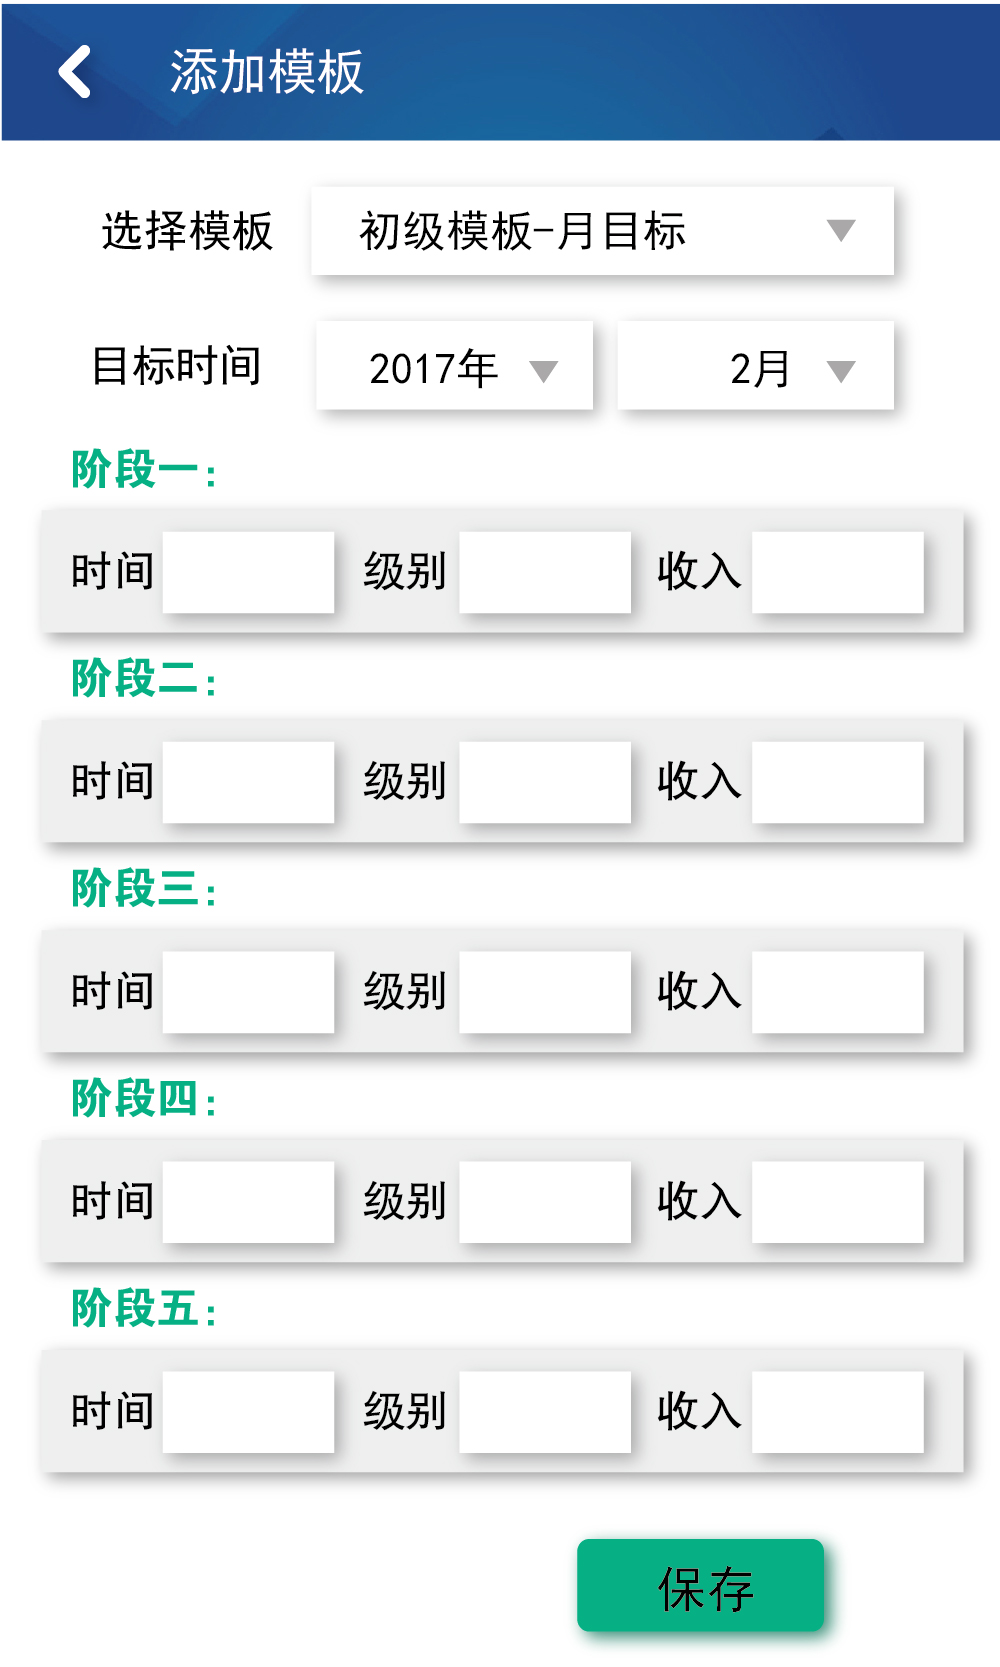 添加模板
选择模板 初级模板-月目标
目标时间 2017年 2月
阶段一：
时间 级别 收入
阶段二：
时间 级别 收入
阶段三：
时间 级别 收入
阶段四：
时间 级别 收入
阶段五：
时间 级别 收入
保存